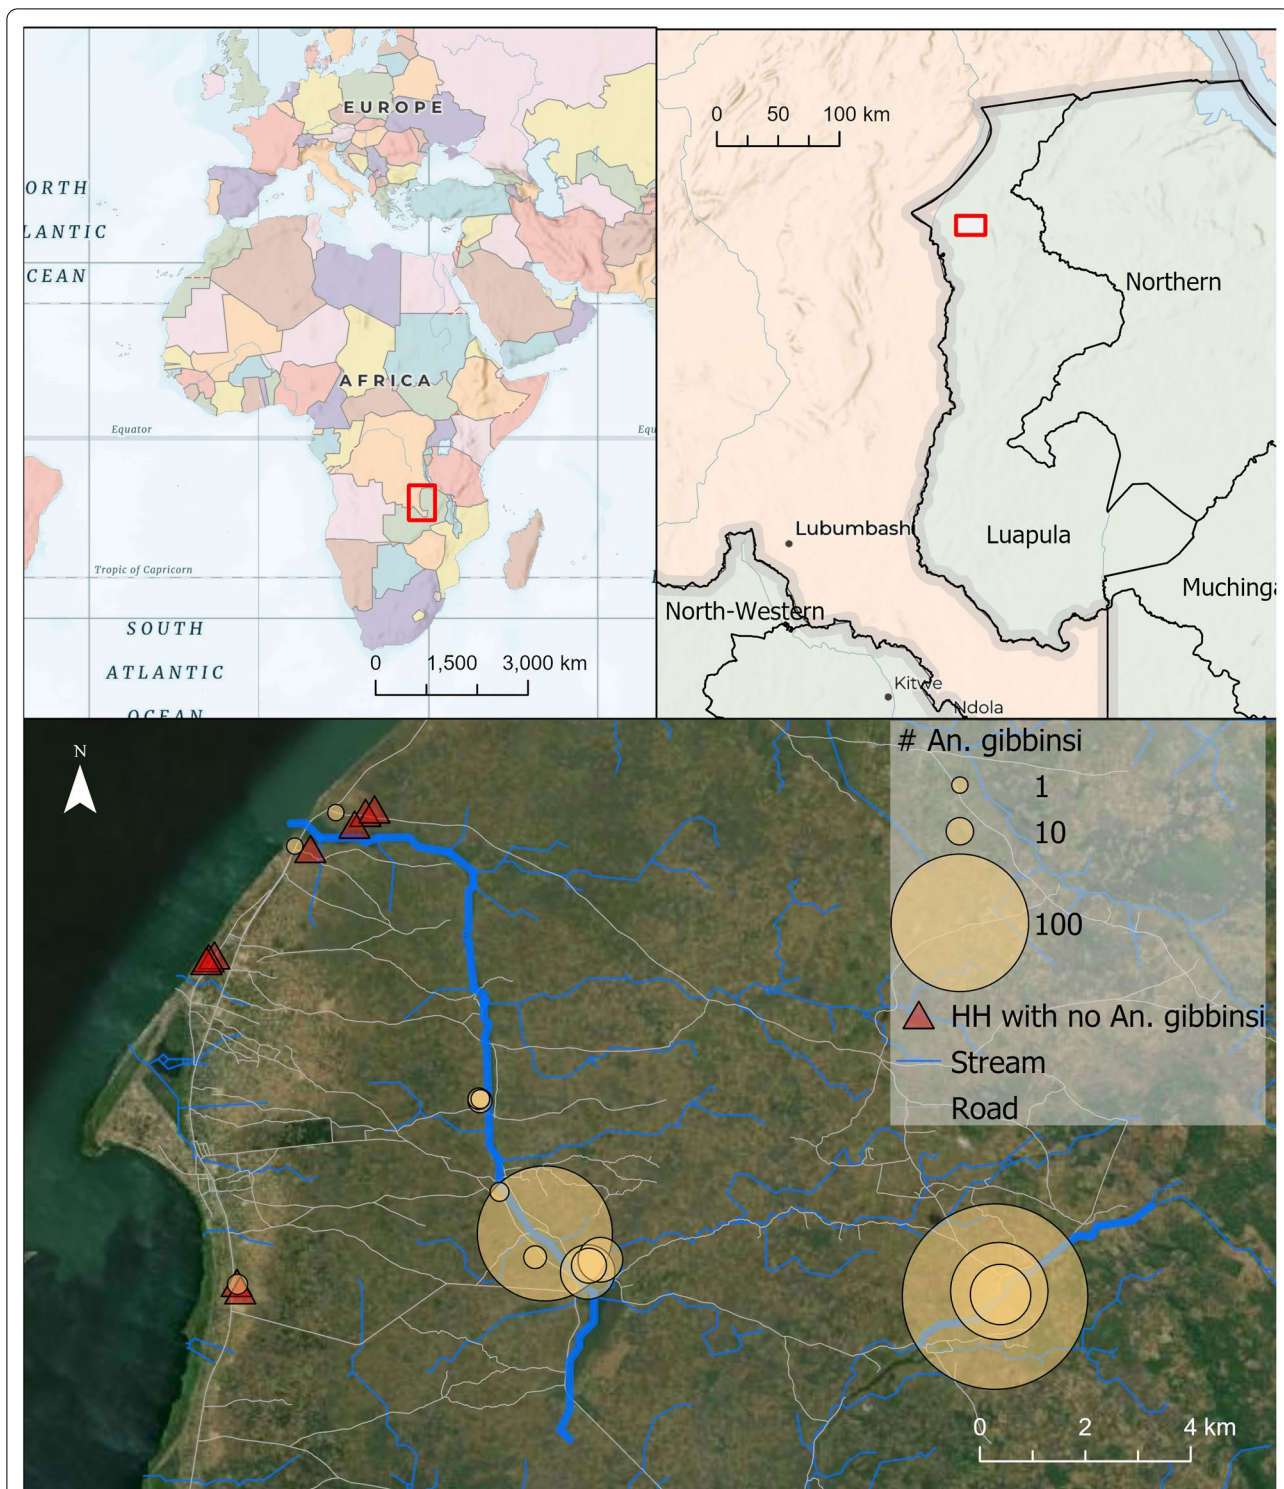 EUROPE
ORTH
LANTIC
CEAN
AFRICA
Equator
Equ
Tropic of Capricorn
SOUTH
ATLANTIC
OCEAN
0 1,500 3,000 km
0 50 100 km
Northern
Lubumbashi
Luapula
Muchinga
North-Western
Kitwe
Ndola
N
# An. gibbinsi
1
10
100
HH with no An. gibbinsi
Stream
Road
0 2 4 km